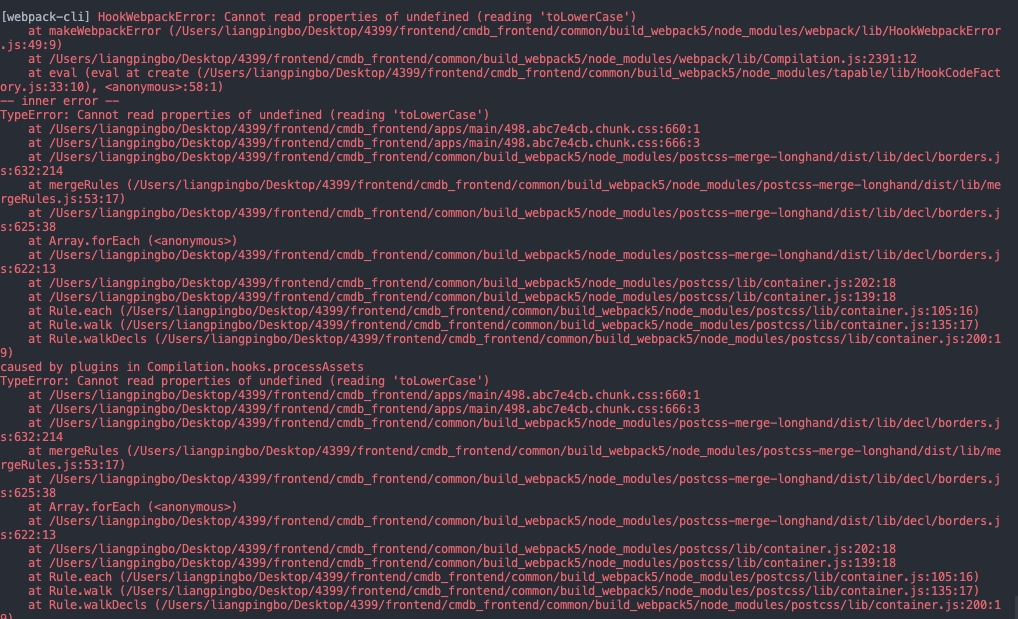 [webpack-cli] HookWebpackError: Cannot read properties of undefined (reading 'toLowerCase')
    at makeWebpackError (/Users/liangpingbo/Desktop/4399/frontend/cmdb_frontend/common/build_webpack5/node_modules/webpack/lib/HookWebpackError
.js:49:9)
    at /Users/liangpingbo/Desktop/4399/frontend/cmdb_frontend/common/build_webpack5/node_modules/webpack/lib/Compilation.js:2391:12
    at eval (eval at create (/Users/liangpingbo/Desktop/4399/frontend/cmdb_frontend/common/build_webpack5/node_modules/tapable/lib/HookCodeFact
ory.js:33:10), <anonymous>:58:1)
-- inner error --
TypeError: Cannot read properties of undefined (reading 'toLowerCase')
    at /Users/liangpingbo/Desktop/4399/frontend/cmdb_frontend/apps/main/498.abc7e4cb.chunk.css:660:1
    at /Users/liangpingbo/Desktop/4399/frontend/cmdb_frontend/apps/main/498.abc7e4cb.chunk.css:666:3
    at /Users/liangpingbo/Desktop/4399/frontend/cmdb_frontend/common/build_webpack5/node_modules/postcss-merge-longhand/dist/lib/decl/borders.j
s:632:214
    at mergeRules (/Users/liangpingbo/Desktop/4399/frontend/cmdb_frontend/common/build_webpack5/node_modules/postcss-merge-longhand/dist/lib/me
rgeRules.js:53:17)
    at /Users/liangpingbo/Desktop/4399/frontend/cmdb_frontend/common/build_webpack5/node_modules/postcss-merge-longhand/dist/lib/decl/borders.j
s:625:38
    at Array.forEach (<anonymous>)
    at /Users/liangpingbo/Desktop/4399/frontend/cmdb_frontend/common/build_webpack5/node_modules/postcss-merge-longhand/dist/lib/decl/borders.j
s:622:13
    at /Users/liangpingbo/Desktop/4399/frontend/cmdb_frontend/common/build_webpack5/node_modules/postcss/lib/container.js:202:18
    at /Users/liangpingbo/Desktop/4399/frontend/cmdb_frontend/common/build_webpack5/node_modules/postcss/lib/container.js:139:18
    at Rule.each (/Users/liangpingbo/Desktop/4399/frontend/cmdb_frontend/common/build_webpack5/node_modules/postcss/lib/container.js:105:16)
    at Rule.walk (/Users/liangpingbo/Desktop/4399/frontend/cmdb_frontend/common/build_webpack5/node_modules/postcss/lib/container.js:135:17)
    at Rule.walkDecls (/Users/liangpingbo/Desktop/4399/frontend/cmdb_frontend/common/build_webpack5/node_modules/postcss/lib/container.js:200:1
9)
caused by plugins in Compilation.hooks.processAssets
TypeError: Cannot read properties of undefined (reading 'toLowerCase')
    at /Users/liangpingbo/Desktop/4399/frontend/cmdb_frontend/apps/main/498.abc7e4cb.chunk.css:660:1
    at /Users/liangpingbo/Desktop/4399/frontend/cmdb_frontend/apps/main/498.abc7e4cb.chunk.css:666:3
    at /Users/liangpingbo/Desktop/4399/frontend/cmdb_frontend/common/build_webpack5/node_modules/postcss-merge-longhand/dist/lib/decl/borders.j
s:632:214
    at mergeRules (/Users/liangpingbo/Desktop/4399/frontend/cmdb_frontend/common/build_webpack5/node_modules/postcss-merge-longhand/dist/lib/me
rgeRules.js:53:17)
    at /Users/liangpingbo/Desktop/4399/frontend/cmdb_frontend/common/build_webpack5/node_modules/postcss-merge-longhand/dist/lib/decl/borders.j
s:625:38
    at Array.forEach (<anonymous>)
    at /Users/liangpingbo/Desktop/4399/frontend/cmdb_frontend/common/build_webpack5/node_modules/postcss-merge-longhand/dist/lib/decl/borders.j
s:622:13
    at /Users/liangpingbo/Desktop/4399/frontend/cmdb_frontend/common/build_webpack5/node_modules/postcss/lib/container.js:202:18
    at /Users/liangpingbo/Desktop/4399/frontend/cmdb_frontend/common/build_webpack5/node_modules/postcss/lib/container.js:139:18
    at Rule.each (/Users/liangpingbo/Desktop/4399/frontend/cmdb_frontend/common/build_webpack5/node_modules/postcss/lib/container.js:105:16)
    at Rule.walk (/Users/liangpingbo/Desktop/4399/frontend/cmdb_frontend/common/build_webpack5/node_modules/postcss/lib/container.js:135:17)
    at Rule.walkDecls (/Users/liangpingbo/Desktop/4399/frontend/cmdb_frontend/common/build_webpack5/node_modules/postcss/lib/container.js:200:1
9)